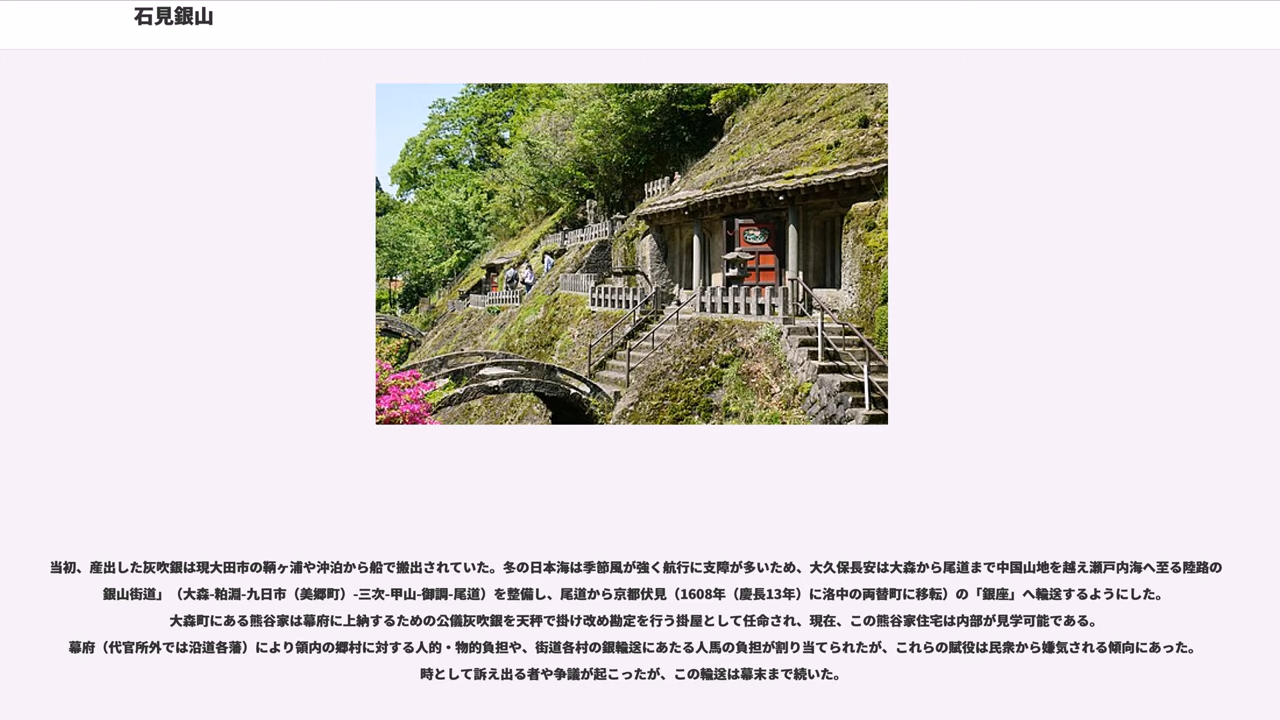 石見銀山
当初、産出した灰吹銀は現大田市の鞆ヶ浦や沖泊から船で搬出されていた。冬の日本海は季節風が強く航行に支障が多いため、大久保長安は大森から尾道まで中国山地を越え瀬戸内海へ至る陸路の
銀山街道」（大森-粕淵-九日市（美郷町）-三次-甲山-御調-尾道）を整備し、尾道から京都伏見（1608年（慶長13年）に洛中の両替町に移転）の「銀座」へ輸送するようにした。
大森町にある熊谷家は幕府に上納するための公儀灰吹銀を天秤で掛け改め勘定を行う掛屋として任命され、現在、この熊谷家住宅は内部が見学可能である。
幕府（代官所外では沿道各藩）により領内の郷村に対する人的・物的負担や、街道各村の銀輸送にあたる人馬の負担が割り当てられたが、これらの賦役は民衆から嫌気される傾向にあった。
時として訴え出る者や争議が起こったが、この輸送は幕末まで続いた。